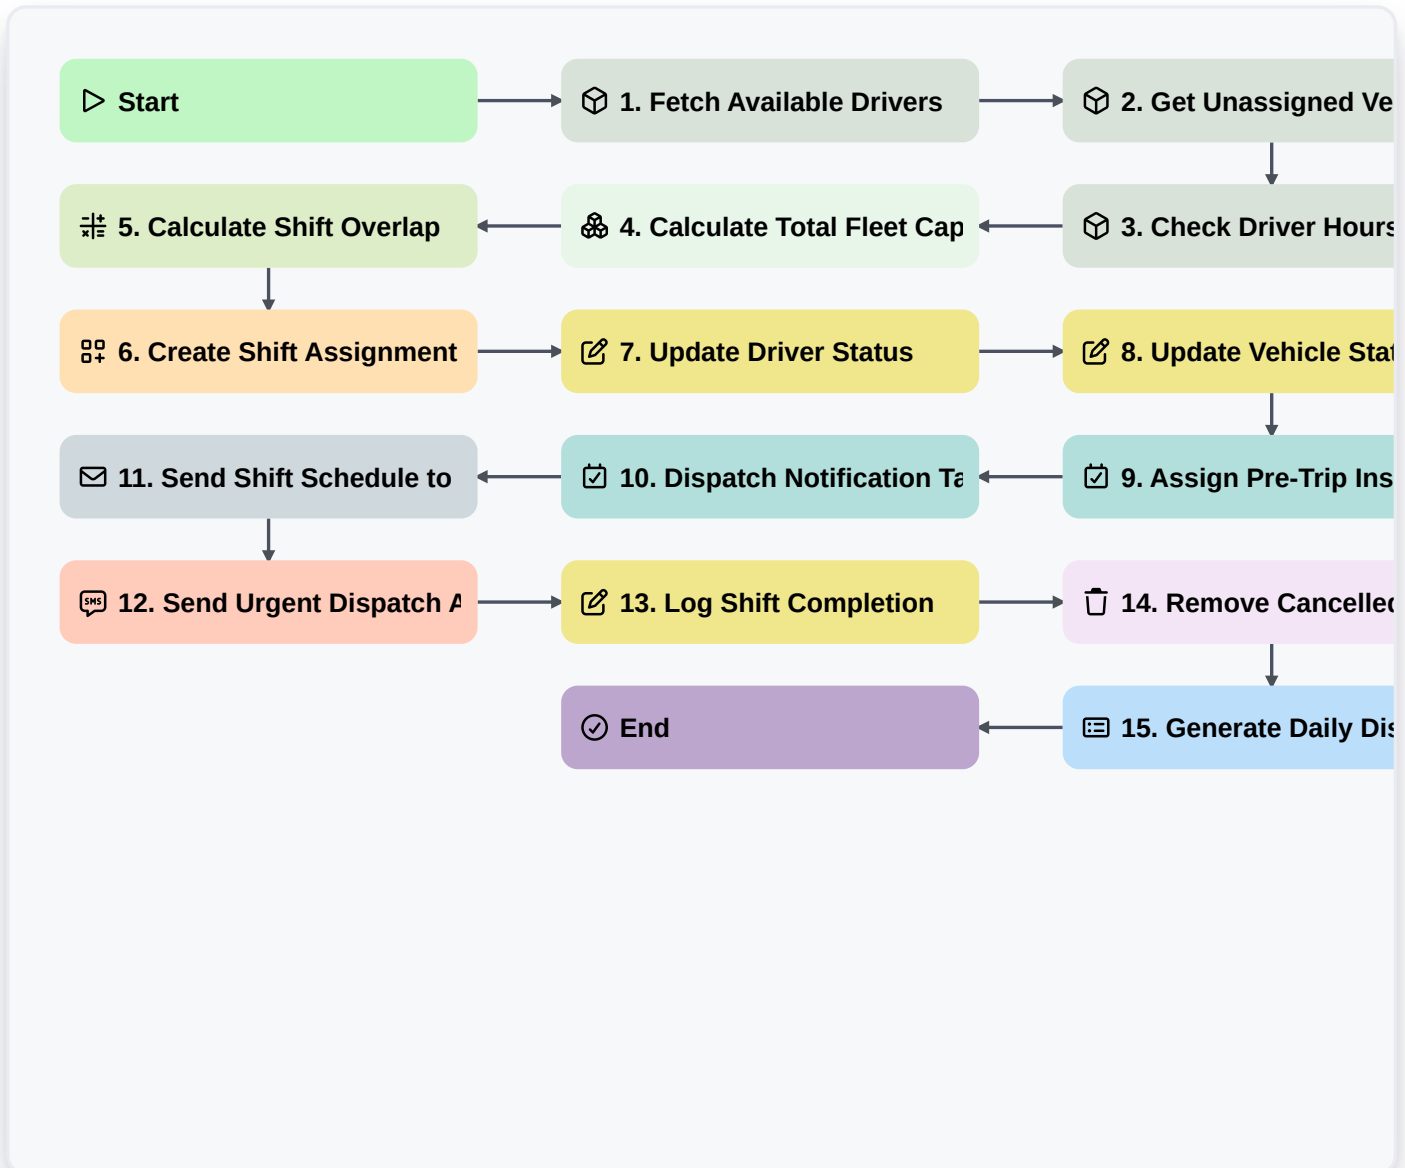 Start
1. Fetch Available Drivers
2. Get Unassigned Ve
5. Calculate Shift Overlap
4. Calculate Total Fleet Cap
3. Check Driver Hours
6. Create Shift Assignment
7. Update Driver Status
8. Update Vehicle Stat
11. Send Shift Schedule to
10. Dispatch Notification Ta
9. Assign Pre-Trip Ins
12. Send Urgent Dispatch A
SMS
13. Log Shift Completion
14. Remove Cancelled
End
15. Generate Daily Dis